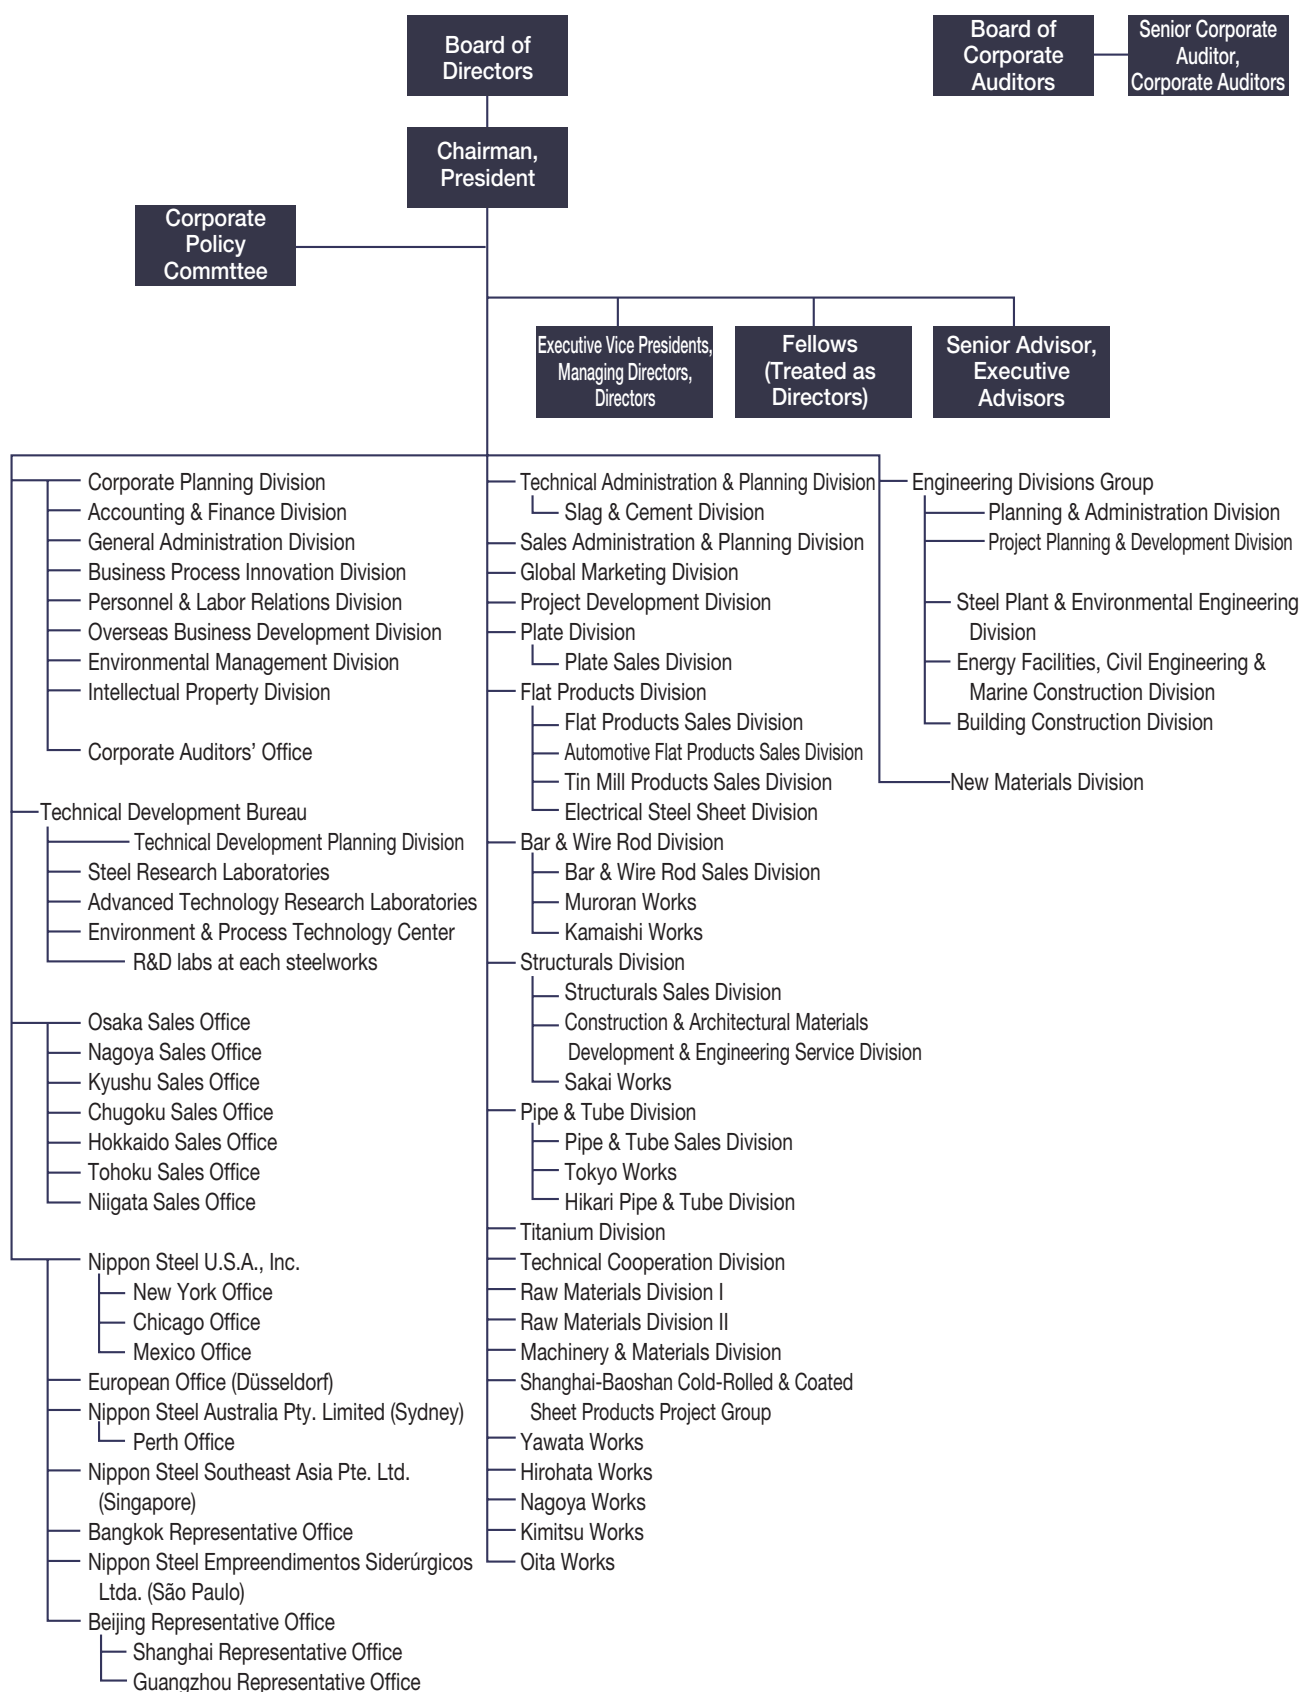 Board of
Directors
Board of
Corporate
Auditors
Senior Corporate
Auditor,
Corporate Auditors
Chairman,
President
Corporate
Policy
Commttee
Executive Vice Presidents,
Managing Directors,
Directors
Fellows
(Treated as
Directors)
Senior Advisor,
Executive
Advisors
Corporate Planning Division
Accounting & Finance Division
General Administration Division
Business Process Innovation Division
Personnel & Labor Relations Division
Overseas Business Development Division
Environmental Management Division
Intellectual Property Division
Corporate Auditors’ Office
Technical Development Bureau
Technical Development Planning Division
Steel Research Laboratories
Advanced Technology Research Laboratories
Environment & Process Technology Center
R&D labs at each steelworks
Osaka Sales Office
Nagoya Sales Office
Kyushu Sales Office
Chugoku Sales Office
Hokkaido Sales Office
Tohoku Sales Office
Niigata Sales Office
Nippon Steel U.S.A., Inc.
New York Office
Chicago Office
Mexico Office
European Office (Düsseldorf)
Nippon Steel Australia Pty. Limited (Sydney)
Perth Office
Nippon Steel Southeast Asia Pte. Ltd.
(Singapore)
Bangkok Representative Office
Nippon Steel Empreendimentos Siderúrgicos
Ltda. (São Paulo)
Beijing Representative Office
Shanghai Representative Office
Guangzhou Representative Office
Technical Administration & Planning Division
Slag & Cement Division
Sales Administration & Planning Division
Global Marketing Division
Project Development Division
Plate Division
Plate Sales Division
Flat Products Division
Flat Products Sales Division
Automotive Flat Products Sales Division
Tin Mill Products Sales Division
Electrical Steel Sheet Division
Bar & Wire Rod Division
Bar & Wire Rod Sales Division
Muroran Works
Kamaishi Works
Structurals Division
Structurals Sales Division
Construction & Architectural Materials
Development & Engineering Service Division
Sakai Works
Pipe & Tube Division
Pipe & Tube Sales Division
Tokyo Works
Hikari Pipe & Tube Division
Titanium Division
Technical Cooperation Division
Raw Materials Division I
Raw Materials Division II
Machinery & Materials Division
Shanghai-Baoshan Cold-Rolled & Coated
Sheet Products Project Group
Yawata Works
Hirohata Works
Nagoya Works
Kimitsu Works
Oita Works
Engineering Divisions Group
Planning & Administration Division
Project Planning & Development Division
Steel Plant & Environmental Engineering
Division
Energy Facilities, Civil Engineering &
Marine Construction Division
Building Construction Division
New Materials Division